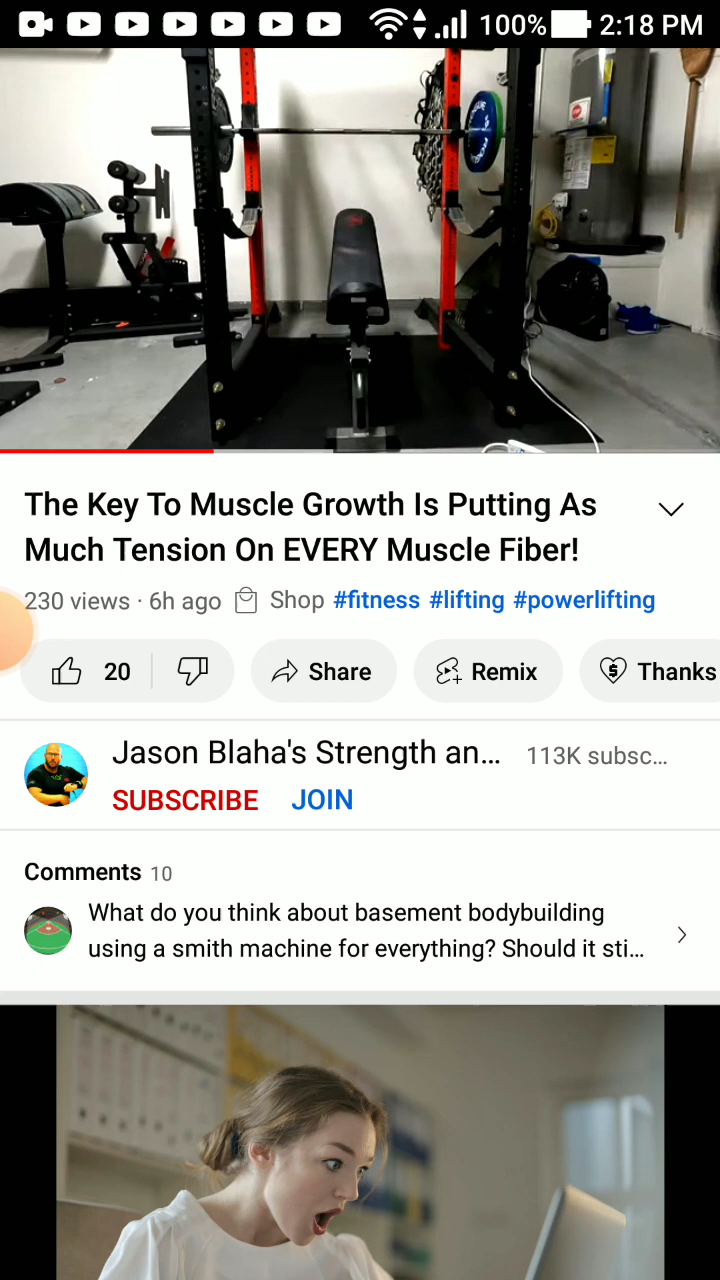 100% 2:18 PM
The Key To Muscle Growth Is Putting As
Much Tension On EVERY Muscle Fiber!
230 views · 6h ago Shop #fitness #lifting #powerlifting
20 Share Remix Thanks
Jason Blaha's Strength an... 113K subsc...
SUBSCRIBE JOIN
Comments 10
What do you think about basement bodybuilding
using a smith machine for everything? Should it sti...